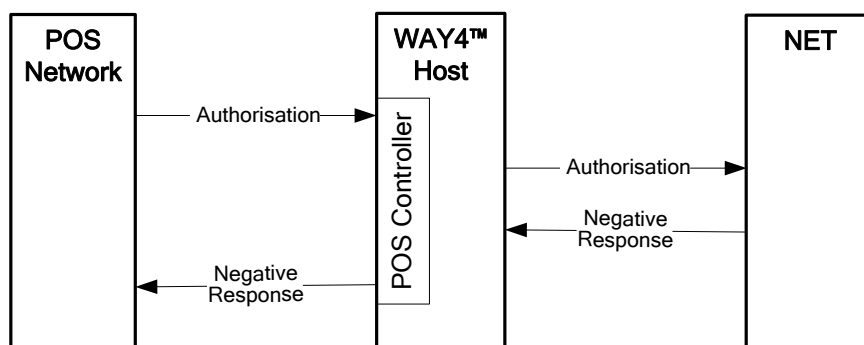 POS
Network
WAY4™
Host
NET
Authorisation
POS Controller
Authorisation
Negative
Response
Negative
Response